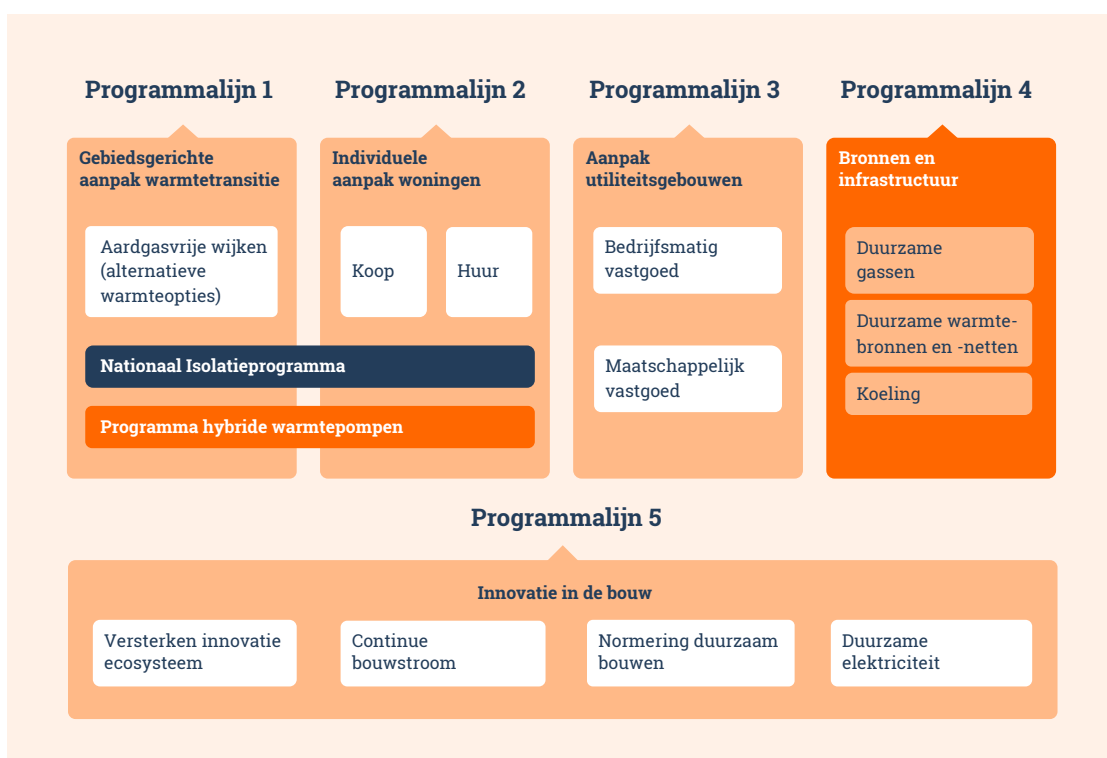 Programmalijn 1
Gebiedsgerichte
aanpak warmtetransitie
Aardgasvrije wijken
(alternatieve
warmteopties)
Programmalijn 2
Individuele
aanpak woningen
Koop
Huur
Nationaal Isolatieprogramma
Programma hybride warmtepompen
Programmalijn 3
Aanpak
utiliteitsgebouwen
Bedrijfsmatig
vastgoed
Maatschappelijk
vastgoed
Programmalijn 4
Bronnen en
infrastructuur
Duurzame
gassen
Duurzame warmte-
bronnen en -netten
Koeling
Programmalijn 5
Innovatie in de bouw
Versterken innovatie
ecosysteem
Continue
bouwstroom
Normering duurzaam
bouwen
Duurzame
elektriciteit